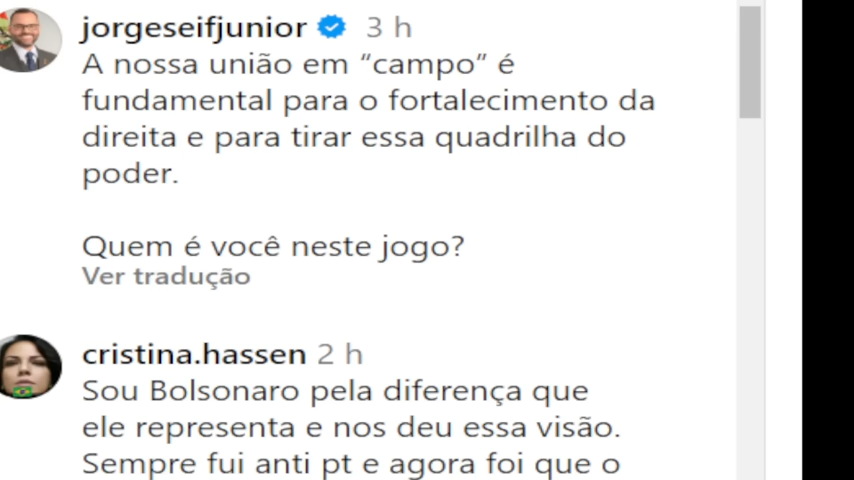 jorgeseifjunior 3 h
A nossa união em “campo” é
fundamental para o fortalecimento da
direita e para tirar essa quadrilha do
poder.
Quem é você neste jogo?
Ver tradução
cristina.hassen 2 h
Sou Bolsonaro pela diferença que
ele representa e nos deu essa visão.
Sempre fui anti pt e agora foi que o